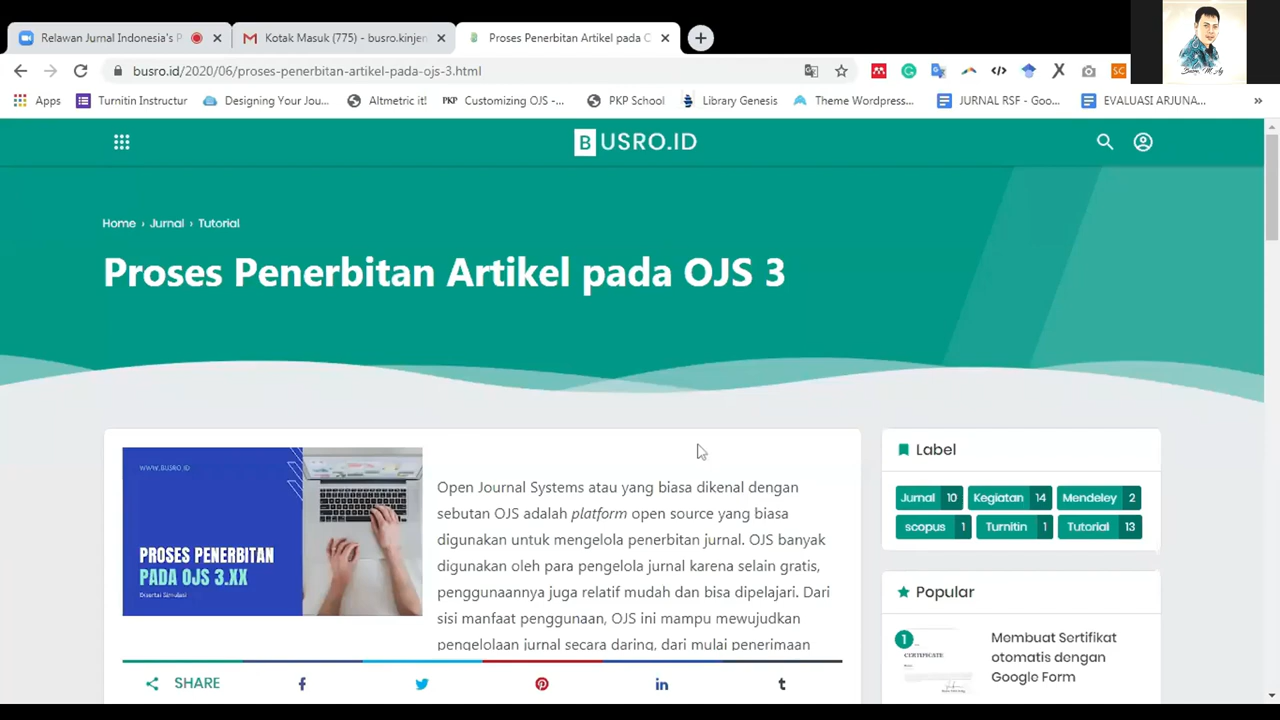 Relawan Jurnal Indonesia's P
Kotak Masuk (775) - busro.kinjen
Proses Penerbitan Artikel pada C
busro.id/2020/06/proses-penerbitan-artikel-pada-ojs-3.html
Apps
Turnitin Instructur
Designing Your Jou...
Altmetric it!
PKP
Customizing OJS -...
PKP School
Library Genesis
Theme Wordpress...
JURNAL RSF - Goo...
EVALUASI ARJUNA...
BUSRO.ID
Home › Jurnal › Tutorial
Proses Penerbitan Artikel pada OJS 3
WWW.BUSRO.ID
PROSES PENERBITAN
PADA OJS 3.XX
Disertai Simulasi
Open Journal Systems atau yang biasa dikenal dengan
sebutan OJS adalah platform open source yang biasa
digunakan untuk mengelola penerbitan jurnal. OJS banyak
digunakan oleh para pengelola jurnal karena selain gratis,
penggunaannya juga relatif mudah dan bisa dipelajari. Dari
sisi manfaat penggunaan, OJS ini mampu mewujudkan
pengelolaan jurnal secara daring, dari mulai penerimaan
SHARE
Label
Jurnal 10
Kegiatan 14
Mendeley 2
scopus 1
Turnitin 1
Tutorial 13
Popular
1
CERTIFICATE
Membuat Sertifikat
otomatis dengan
Google Form